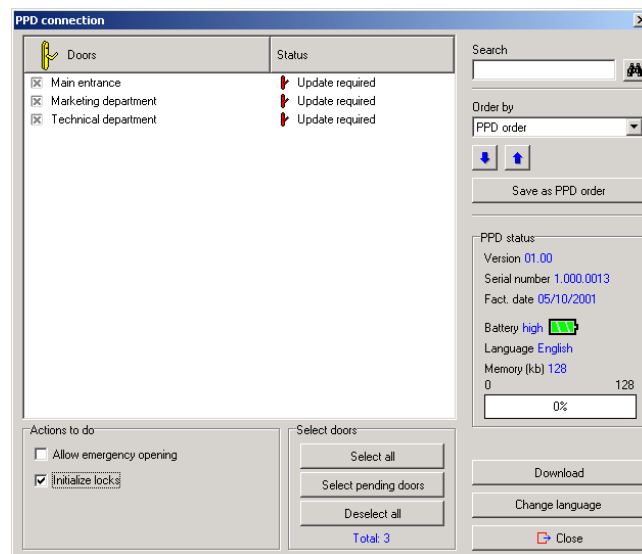 PPD connection
Doors Status
Main entrance Update required
Marketing department Update required
Technical department Update required
Search
Order by
PPD order
Save as PPD order
PPD status
Version 01.00
Serial number 1.000.0013
Fact. date 05/10/2001
Battery high
Language English
Memory (kb) 128
0 128
0%
Actions to do
Allow emergency opening
Initialize locks
Select doors
Select all
Select pending doors
Deselect all
Total: 3
Download
Change language
Close